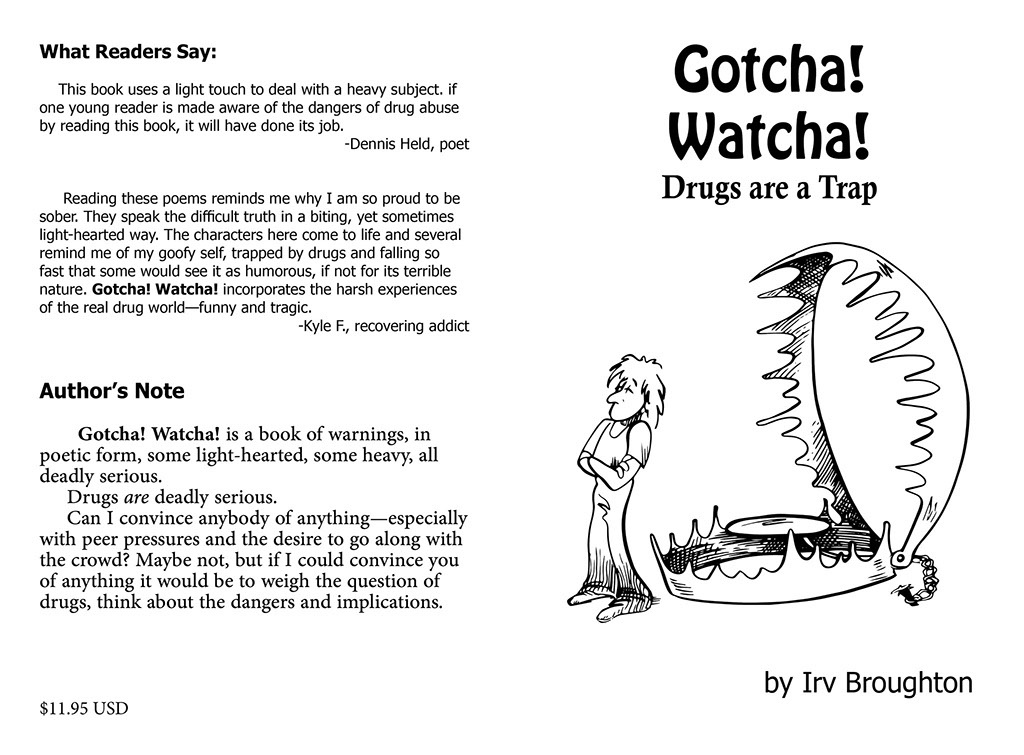 What Readers Say:
This book uses a light touch to deal with a heavy subject. if
one young reader is made aware of the dangers of drug abuse
by reading this book, it will have done its job.
-Dennis Held, poet
Reading these poems reminds me why I am so proud to be
sober. They speak the difficult truth in a biting, yet sometimes
light-hearted way. The characters here come to life and several
remind me of my goofy self, trapped by drugs and falling so
fast that some would see it as humorous, if not for its terrible
nature. Gotcha! Watcha! incorporates the harsh experiences
of the real drug world—funny and tragic.
-Kyle F., recovering addict
Author's Note
Gotcha! Watcha! is a book of warnings, in
poetic form, some light-hearted, some heavy, all
deadly serious.
Drugs are deadly serious.
Can I convince anybody of anything—especially
with peer pressures and the desire to go along with
the crowd? Maybe not, but if I could convince you
of anything it would be to weigh the question of
drugs, think about the dangers and implications.
$11.95 USD
Gotcha!
Watcha!
Drugs are a Trap
by Irv Broughton